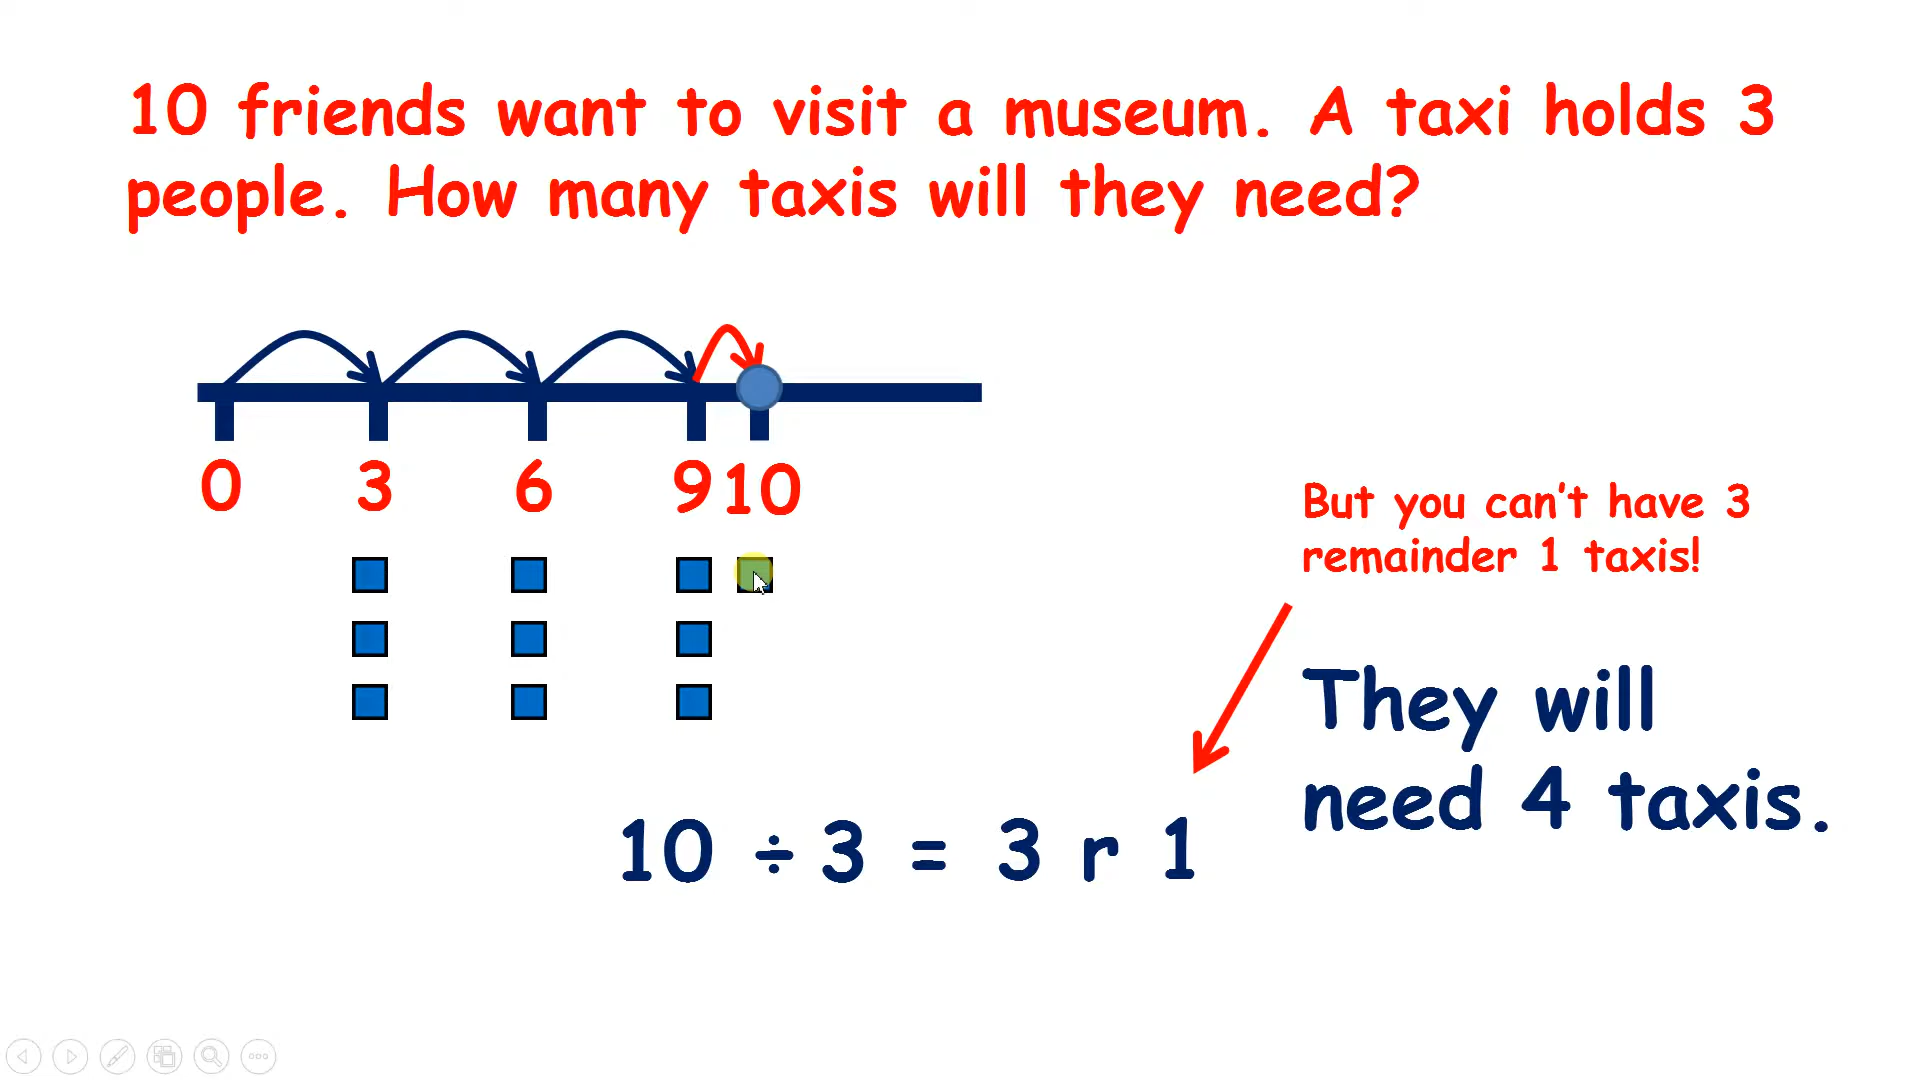 10 friends want to visit a museum. A taxi holds 3
people. How many taxis will they need?
0 3 6 9 10
But you can't have 3
remainder 1 taxis!
They will
need 4 taxis.
10 ÷ 3 = 3 r 1